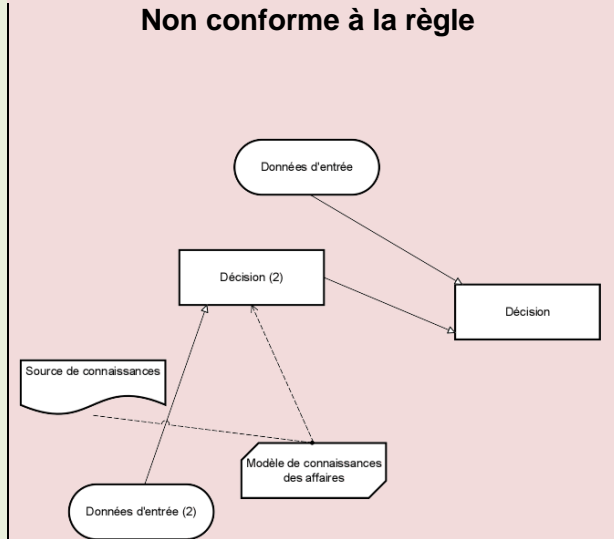 Non conforme à la règle
Données d'entrée
Décision (2)
Décision
Source de connaissances
Modèle de connaissances
des affaires
Données d'entrée (2)